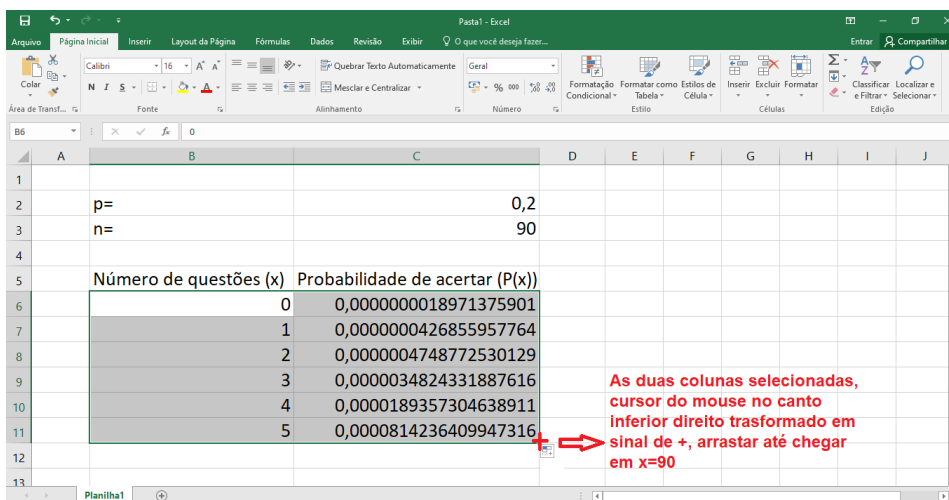 Pasta1 - Excel
Arquivo Página Inicial Inserir Layout da Página Fórmulas Dados Revisão Exibir O que você deseja fazer... Entrar Compartilhar
Colar
Calibri 16 A A Quebrar Texto Automaticamente Geral
N I S A Mesclar e Centralizar % 000
Formatação Condicional Formatar como Tabela Estilos de Célula
Inserir Excluir Formatar
Classificar e Filtrar Localizar e Selecionar
Área de Transf... Fonte Alinhamento Número Estilo Células Edição
B6 fx 0
A B C D E F G H I J
1
2 p= 0,2
3 n= 90
4
5 Número de questões (x) Probabilidade de acertar (P(x))
6 0 0,0000000018971375901
7 1 0,0000000426855957764
8 2 0,0000004748772530129
9 3 0,0000034824331887616
10 4 0,0000189357304638911
11 5 0,0000814236409947316
12
13
As duas colunas selecionadas,
cursor do mouse no canto
inferior direito trasformado em
sinal de +, arrastar até chegar
em x=90
Planilha1